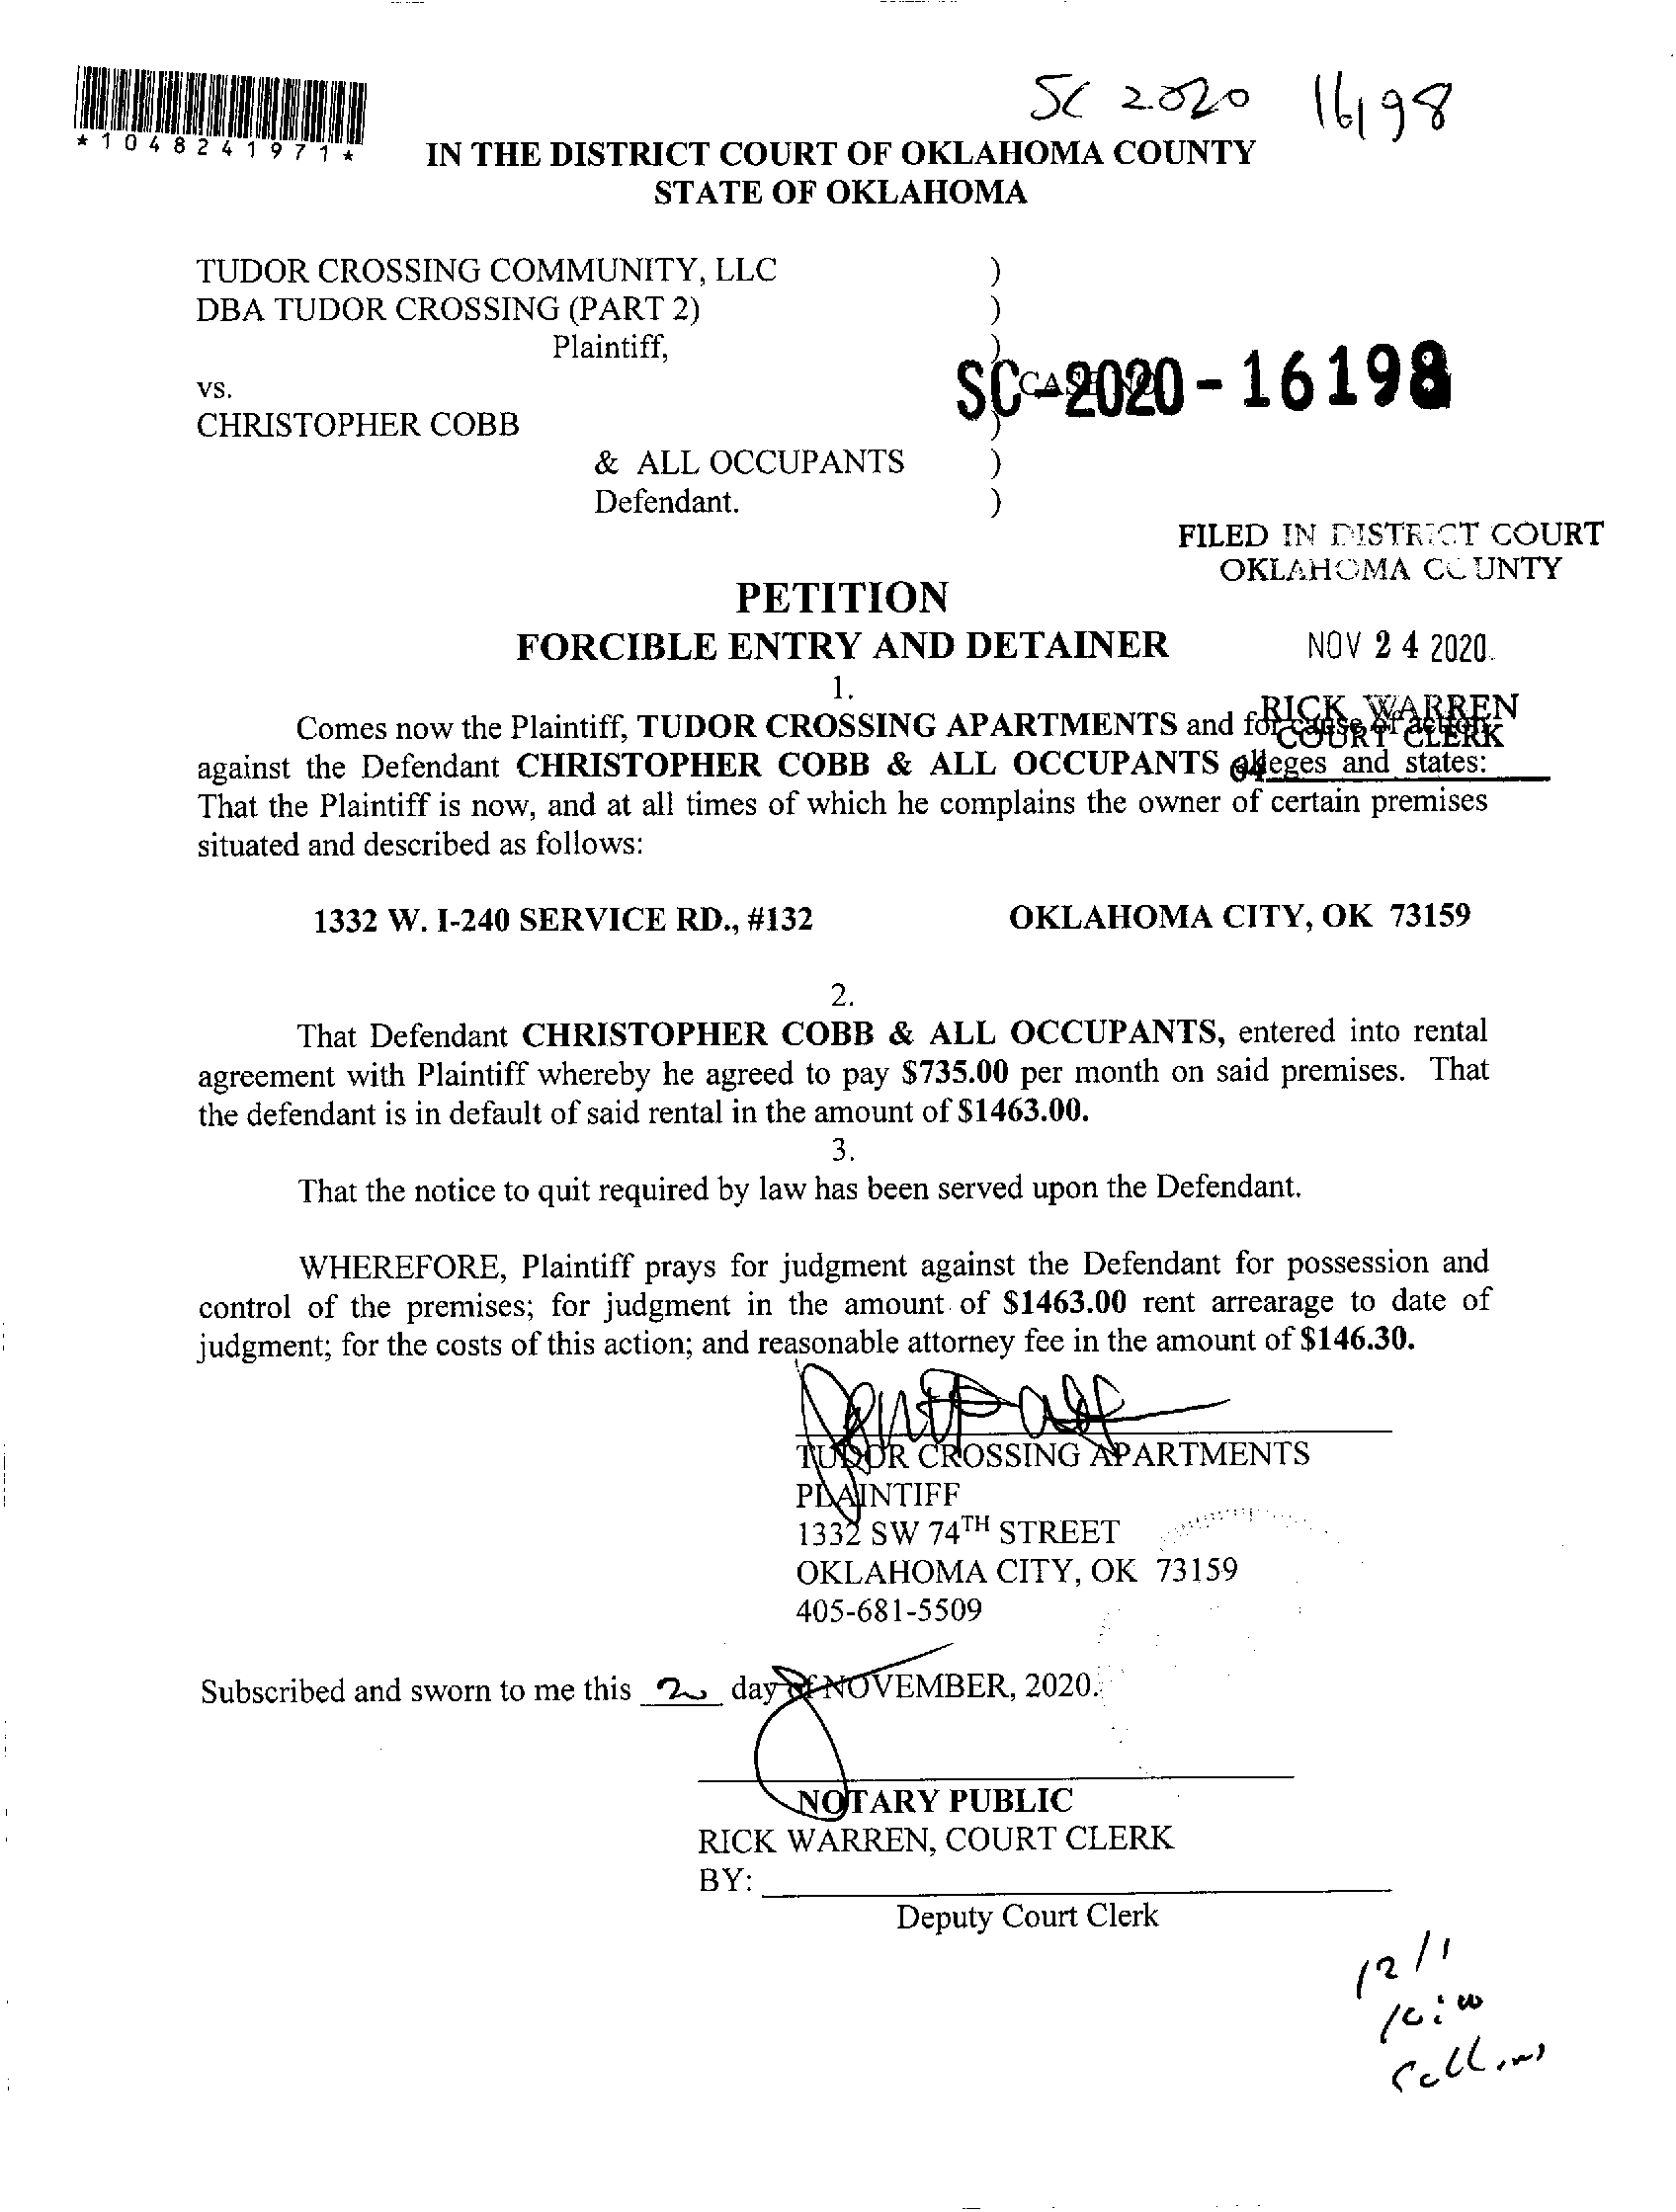 SC 2020 16198
*1048241971*
IN THE DISTRICT COURT OF OKLAHOMA COUNTY
STATE OF OKLAHOMA
TUDOR CROSSING COMMUNITY, LLC )
DBA TUDOR CROSSING (PART 2) )
Plaintiff, )
vs. CASE NO.
SC-2020-16198
CHRISTOPHER COBB )
& ALL OCCUPANTS )
Defendant. )
FILED IN DISTRICT COURT
OKLAHOMA COUNTY
PETITION
FORCIBLE ENTRY AND DETAINER
NOV 24 2020
1.
RICK WARREN
COURT CLERK
Comes now the Plaintiff, TUDOR CROSSING APARTMENTS and for cause of action
against the Defendant CHRISTOPHER COBB & ALL OCCUPANTS alleges and states:
That the Plaintiff is now, and at all times of which he complains the owner of certain premises
situated and described as follows:
1332 W. I-240 SERVICE RD., #132 OKLAHOMA CITY, OK 73159
2.
That Defendant CHRISTOPHER COBB & ALL OCCUPANTS, entered into rental
agreement with Plaintiff whereby he agreed to pay $735.00 per month on said premises. That
the defendant is in default of said rental in the amount of $1463.00.
3.
That the notice to quit required by law has been served upon the Defendant.
WHEREFORE, Plaintiff prays for judgment against the Defendant for possession and
control of the premises; for judgment in the amount of $1463.00 rent arrearage to date of
judgment; for the costs of this action; and reasonable attorney fee in the amount of $146.30.
TUDOR CROSSING APARTMENTS
PLAINTIFF
1332 SW 74TH STREET
OKLAHOMA CITY, OK 73159
405-681-5509
Subscribed and sworn to me this day of NOVEMBER, 2020.
NOTARY PUBLIC
RICK WARREN, COURT CLERK
BY:
Deputy Court Clerk
12/1
Collins